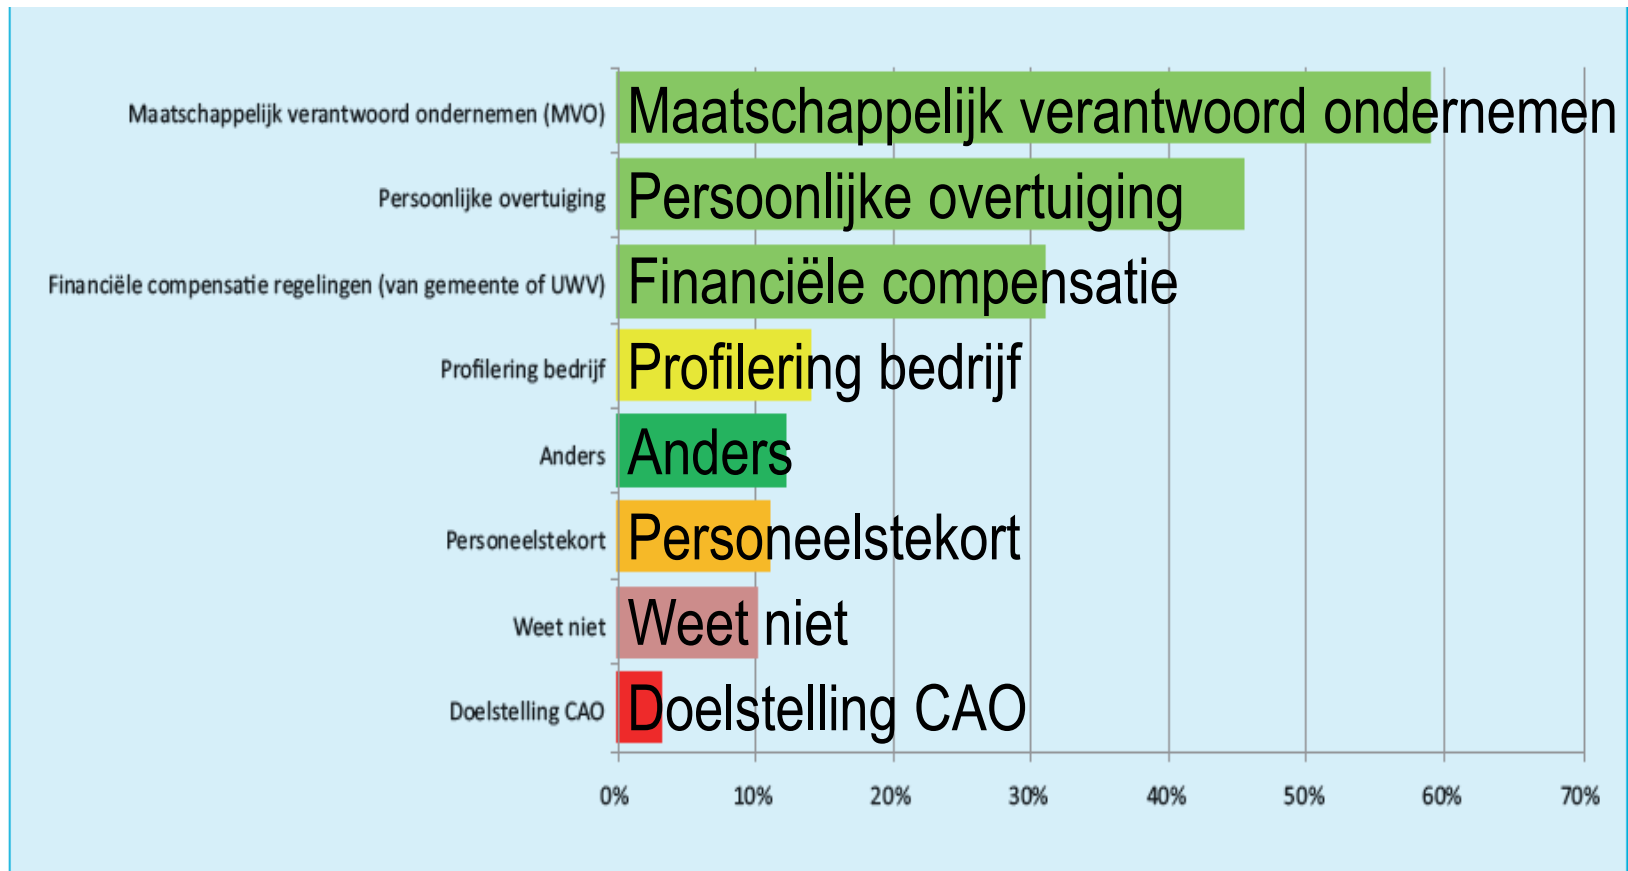 Maatschappelijk verantwoord ondernemen (MVO) Maatschappelijk verantwoord ondernemen
Persoonlijke overtuiging Persoonlijke overtuiging
Financiële compensatie regelingen (van gemeente of UWV) Financiële compensatie
Profilering bedrijf Profilering bedrijf
Anders Anders
Personeelstekort Personeelstekort
Weet niet Weet niet
Doelstelling CAO Doelstelling CAO
0% 10% 20% 30% 40% 50% 60% 70%